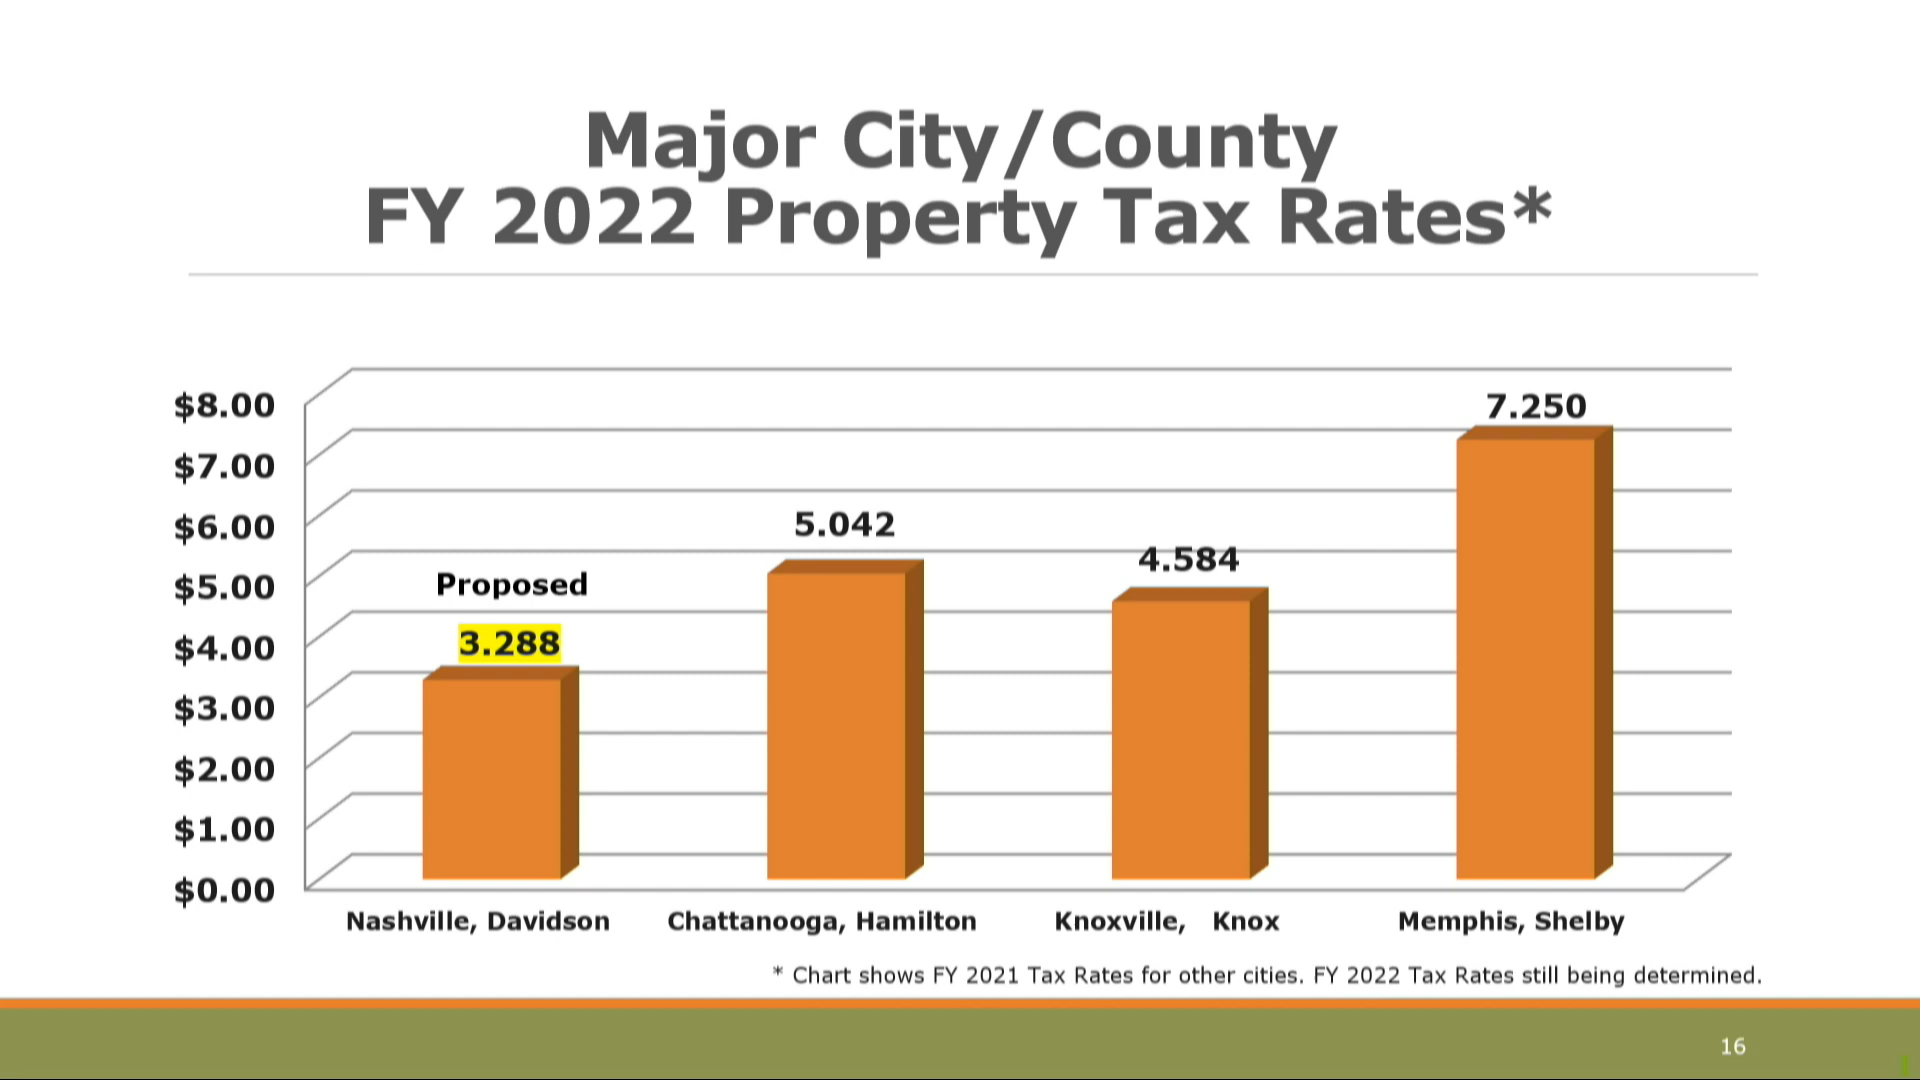 Major City/County
FY 2022 Property Tax Rates*
$8.00
$7.00
$6.00
$5.00
$4.00
$3.00
$2.00
$1.00
$0.00
Proposed
3.288
5.042
4.584
7.250
Nashville, Davidson
Chattanooga, Hamilton
Knoxville, Knox
Memphis, Shelby
* Chart shows FY 2021 Tax Rates for other cities. FY 2022 Tax Rates still being determined.
16